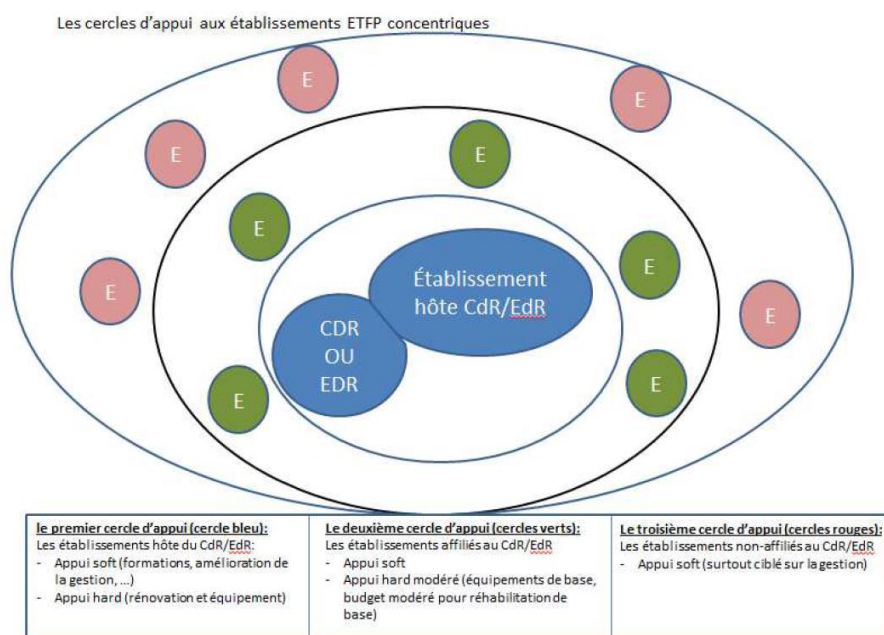 Les cercles d'appui aux établissements ETFP concentriques
E
E
E
E
E
E
E
Établissement
hôte CdR/EdR
E
E
CDR
OU
EDR
E
E
le premier cercle d'appui (cercle bleu):
Les établissements hôte du CdR/EdR:
- Appui soft (formations, amélioration de
la gestion, ...)
- Appui hard (rénovation et équipement)
Le deuxième cercle d'appui (cercles verts):
Les établissements affiliés au CdR/EdR
- Appui soft
- Appui hard modéré (équipements de base,
budget modéré pour réhabilitation de
base)
Le troisième cercle d'appui (cercles rouges):
Les établissements non-affiliés au CdR/EdR
- Appui soft (surtout ciblé sur la gestion)